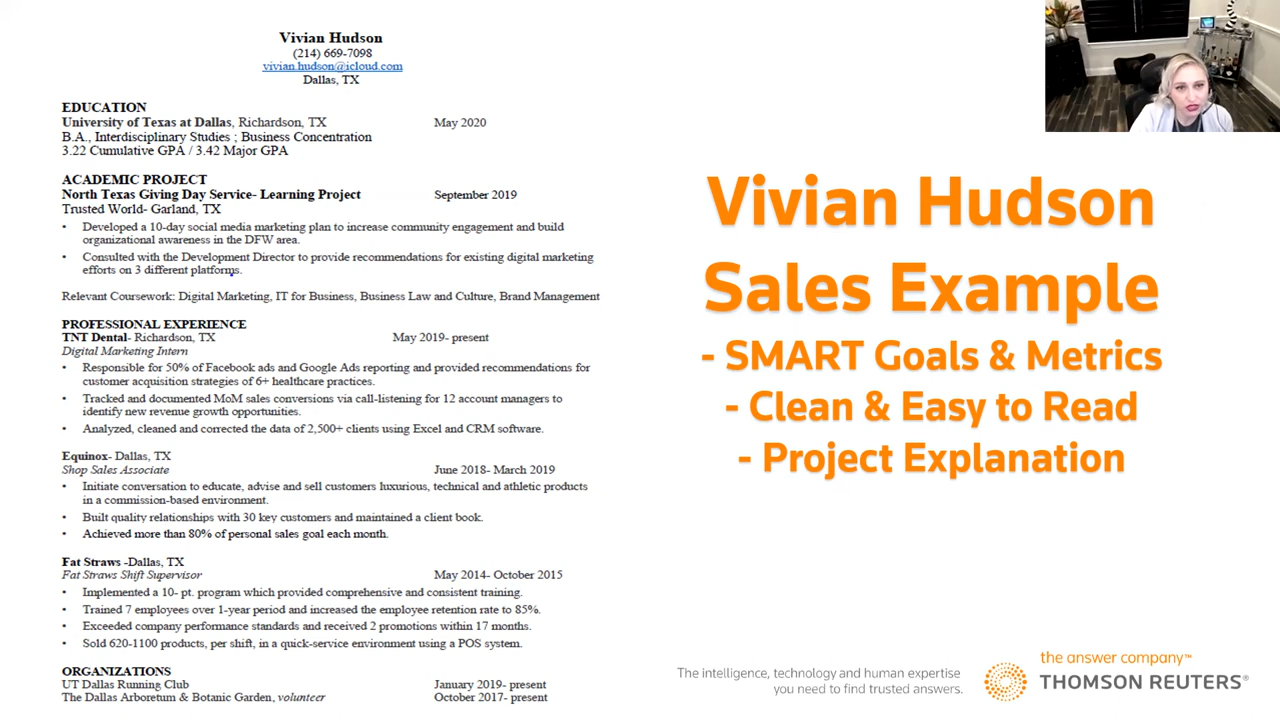 Vivian Hudson
(214) 669-7098
vivian.hudson@icloud.com
Dallas, TX
EDUCATION
University of Texas at Dallas, Richardson, TX May 2020
B.A., Interdisciplinary Studies ; Business Concentration
3.22 Cumulative GPA / 3.42 Major GPA
ACADEMIC PROJECT
North Texas Giving Day Service- Learning Project September 2019
Trusted World- Garland, TX
• Developed a 10-day social media marketing plan to increase community engagement and build
organizational awareness in the DFW area.
• Consulted with the Development Director to provide recommendations for existing digital marketing
efforts on 3 different platforms.
Relevant Coursework: Digital Marketing, IT for Business, Business Law and Culture, Brand Management
PROFESSIONAL EXPERIENCE
TNT Dental- Richardson, TX May 2019- present
Digital Marketing Intern
• Responsible for 50% of Facebook ads and Google Ads reporting and provided recommendations for
customer acquisition strategies of 6+ healthcare practices.
• Tracked and documented MoM sales conversions via call-listening for 12 account managers to
identify new revenue growth opportunities.
• Analyzed, cleaned and corrected the data of 2,500+ clients using Excel and CRM software.
Equinox- Dallas, TX
Shop Sales Associate June 2018- March 2019
• Initiate conversation to educate, advise and sell customers luxurious, technical and athletic products
in a commission-based environment.
• Built quality relationships with 30 key customers and maintained a client book.
• Achieved more than 80% of personal sales goal each month.
Fat Straws -Dallas, TX
Fat Straws Shift Supervisor May 2014- October 2015
• Implemented a 10- pt. program which provided comprehensive and consistent training.
• Trained 7 employees over 1-year period and increased the employee retention rate to 85%.
• Exceeded company performance standards and received 2 promotions within 17 months.
• Sold 620-1100 products, per shift, in a quick-service environment using a POS system.
ORGANIZATIONS
UT Dallas Running Club January 2019- present
The Dallas Arboretum & Botanic Garden, volunteer October 2017- present
Vivian Hudson
Sales Example
- SMART Goals & Metrics
- Clean & Easy to Read
- Project Explanation
The intelligence, technology and human expertise
you need to find trusted answers.
the answer company™
THOMSON REUTERS®